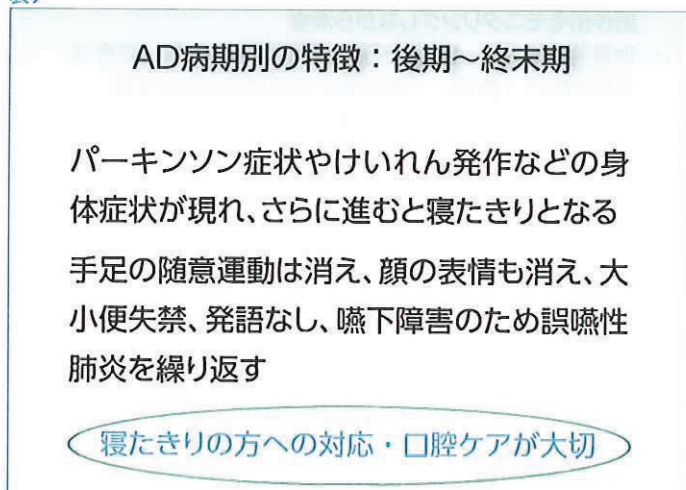 AD病期別の特徴：後期～終末期
パーキンソン症状やけいれん発作などの身
体症状が現れ、さらに進むと寝たきりとなる
手足の随意運動は消え、顔の表情も消え、大
小便失禁、発語なし、嚥下障害のため誤嚥性
肺炎を繰り返す
寝たきりの方への対応・口腔ケアが大切